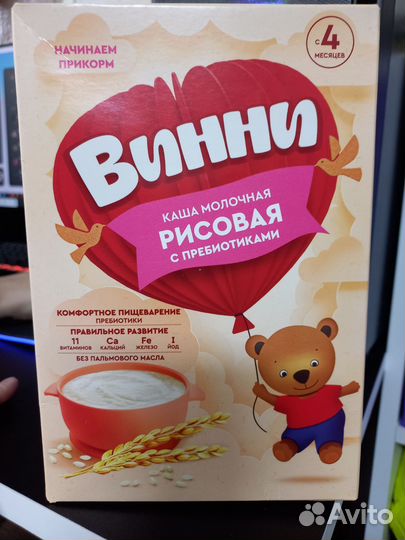 НАЧИНАЕМ
ПРИКОРМ
С 4
МЕСЯЦЕВ
ВИННИ
КАША МОЛОЧНАЯ
РИСОВАЯ
С ПРЕБИОТИКАМИ
КОМФОРТНОЕ ПИЩЕВАРЕНИЕ
ПРЕБИОТИКИ
ПРАВИЛЬНОЕ РАЗВИТИЕ
11 Ca Fe I
ВИТАМИНОВ КАЛЬЦИЙ ЖЕЛЕЗО ЙОД
БЕЗ ПАЛЬМОВОГО МАСЛА
Avito